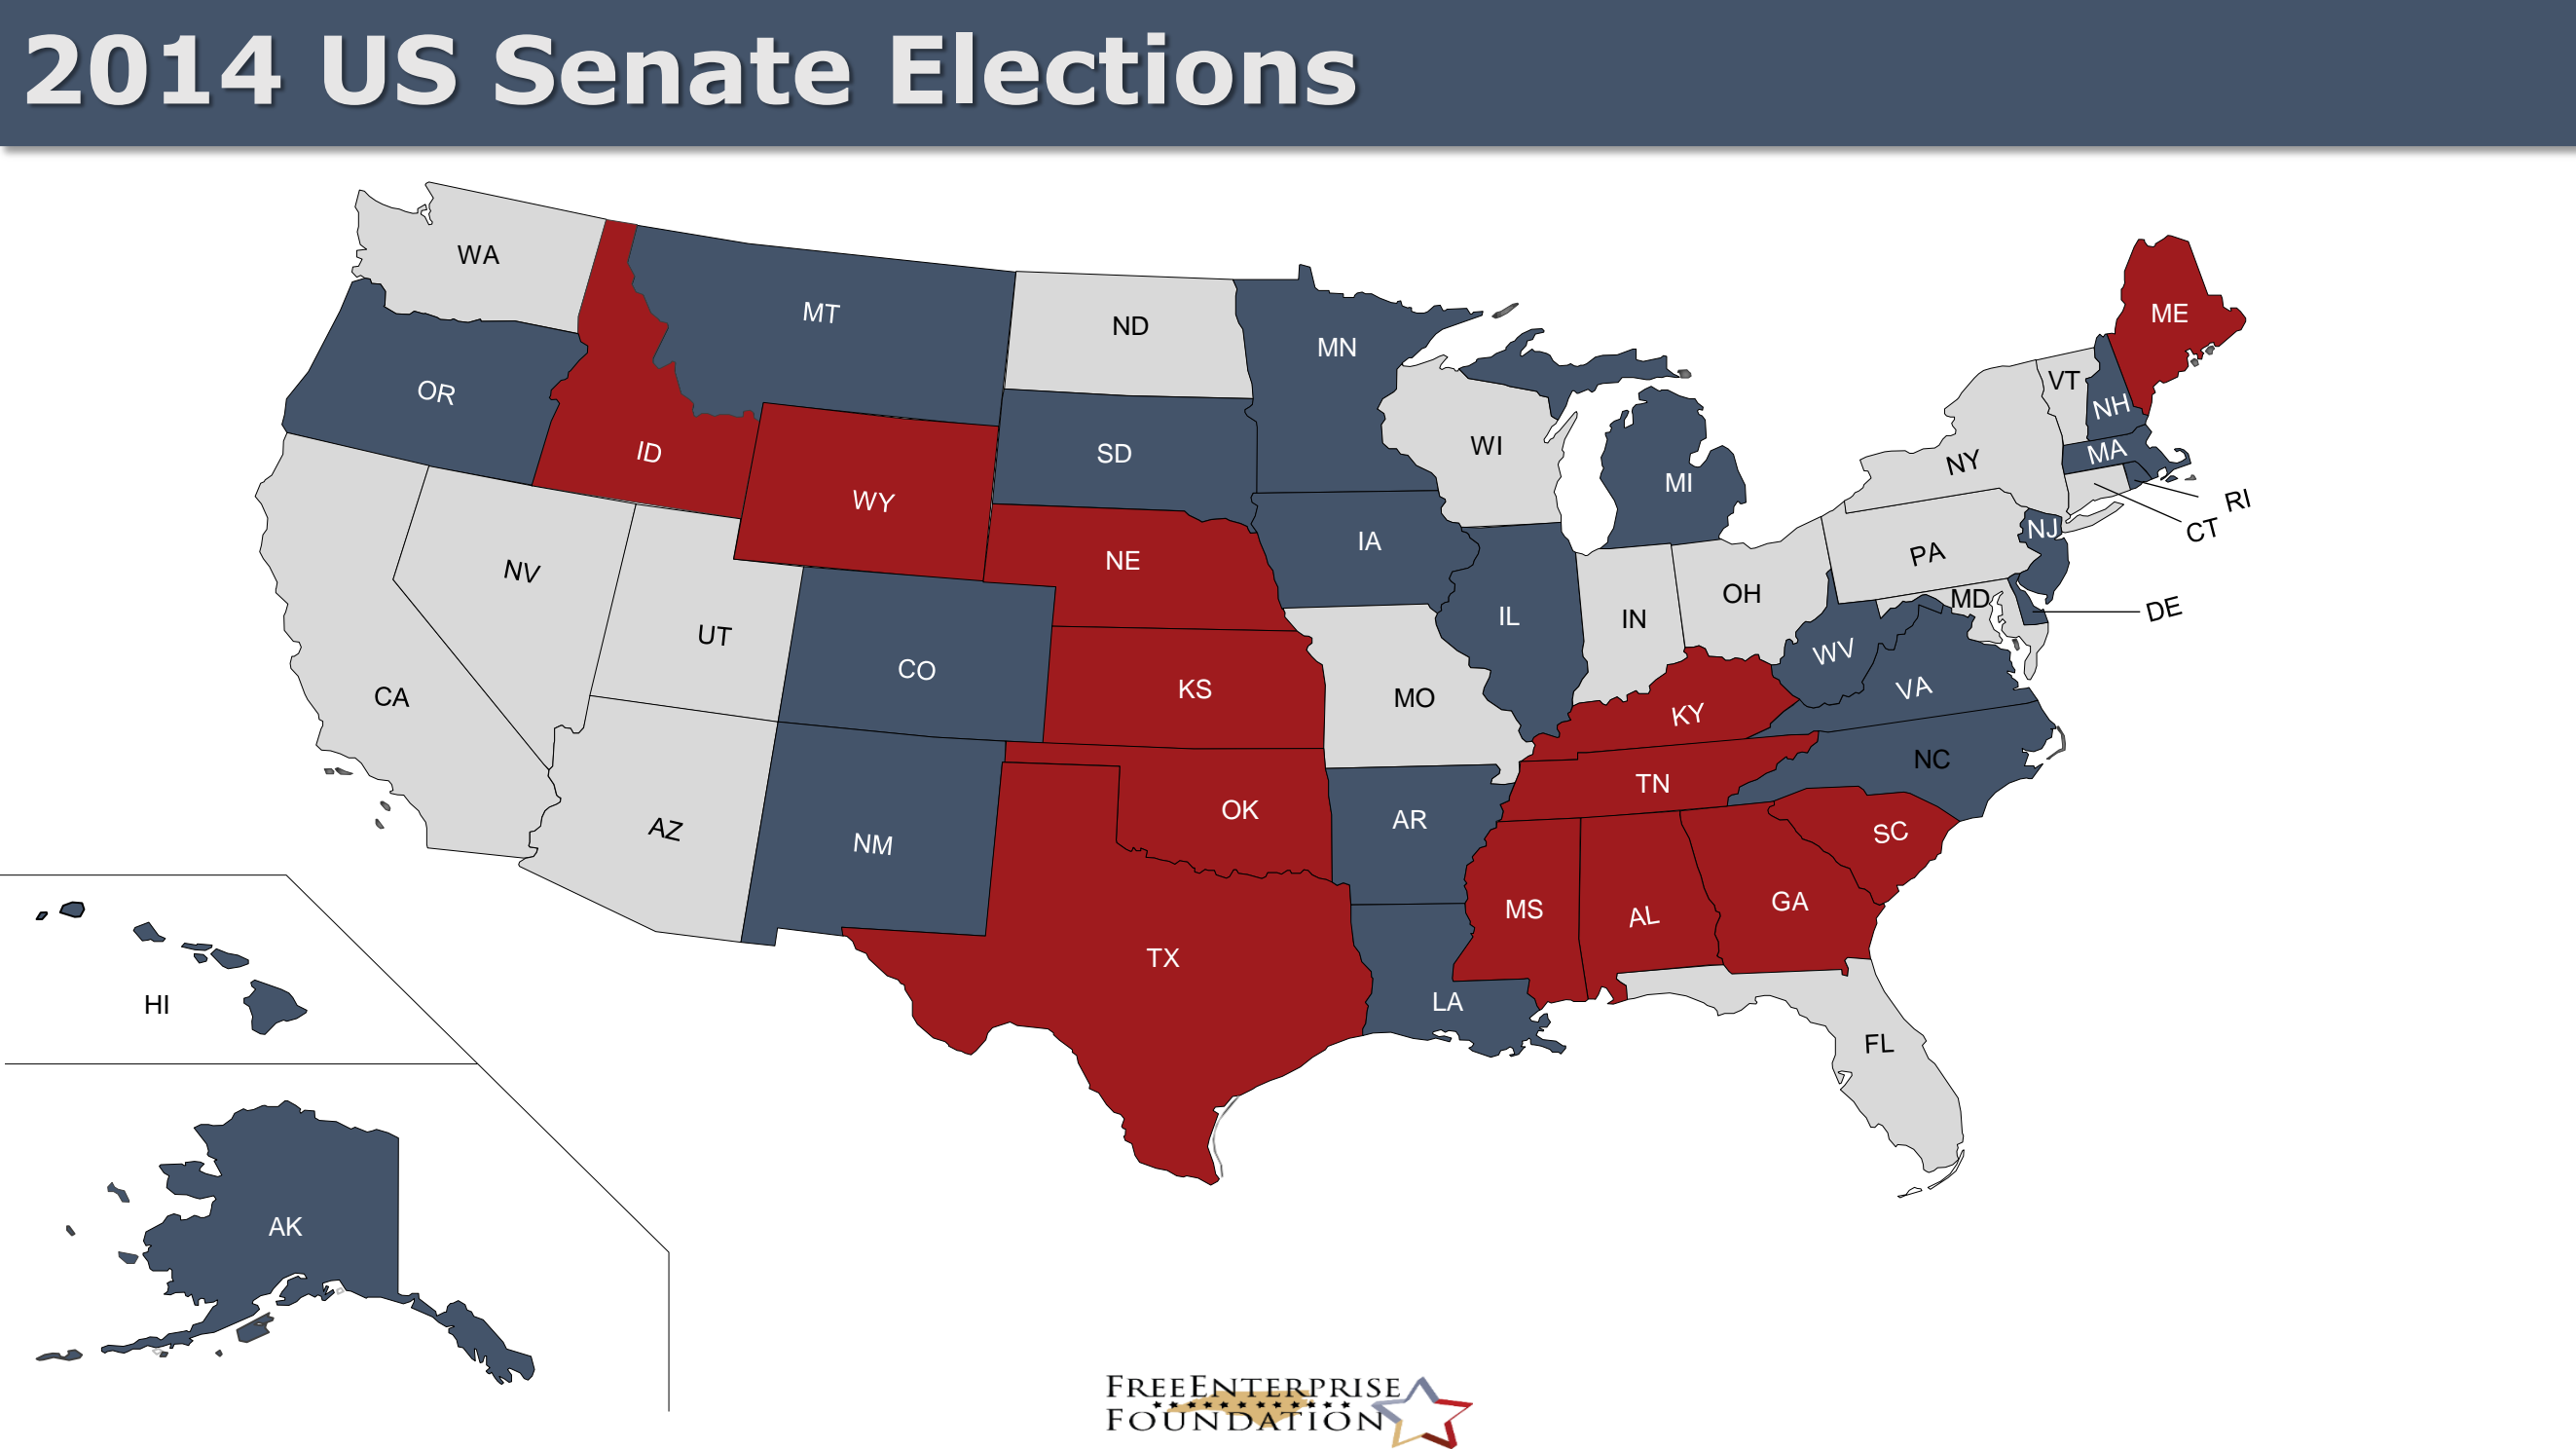 2014 US Senate Elections
WA
MT
ND
MN
ME
OR
ID
SD
WI
VT
NH
MA
NY
MI
RI
CT
WY
NE
IA
NJ
PA
NV
UT
CO
IL
IN
OH
MD
DE
WV
VA
CA
KS
MO
KY
NC
AZ
NM
OK
AR
TN
SC
MS
AL
GA
TX
LA
FL
HI
AK
FREEENTERPRISE
FOUNDATION